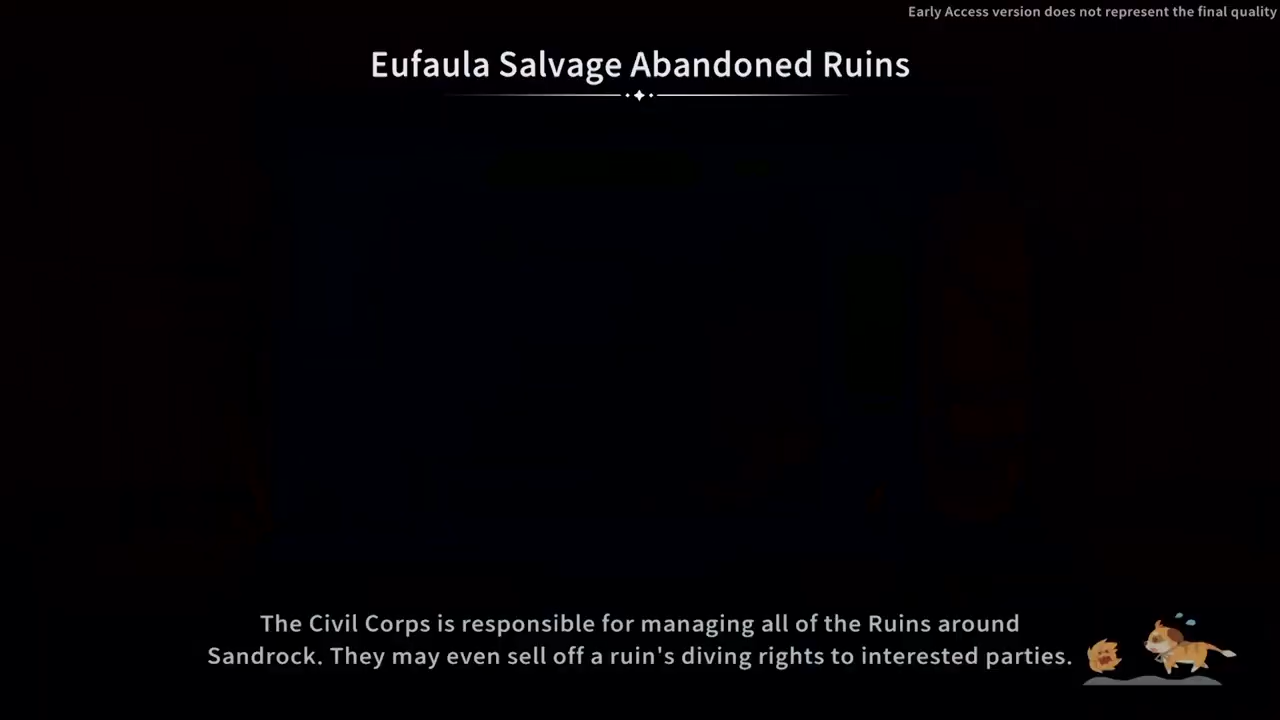 Early Access version does not represent the final quality
Eufaula Salvage Abandoned Ruins
The Civil Corps is responsible for managing all of the Ruins around
Sandrock. They may even sell off a ruin's diving rights to interested parties.